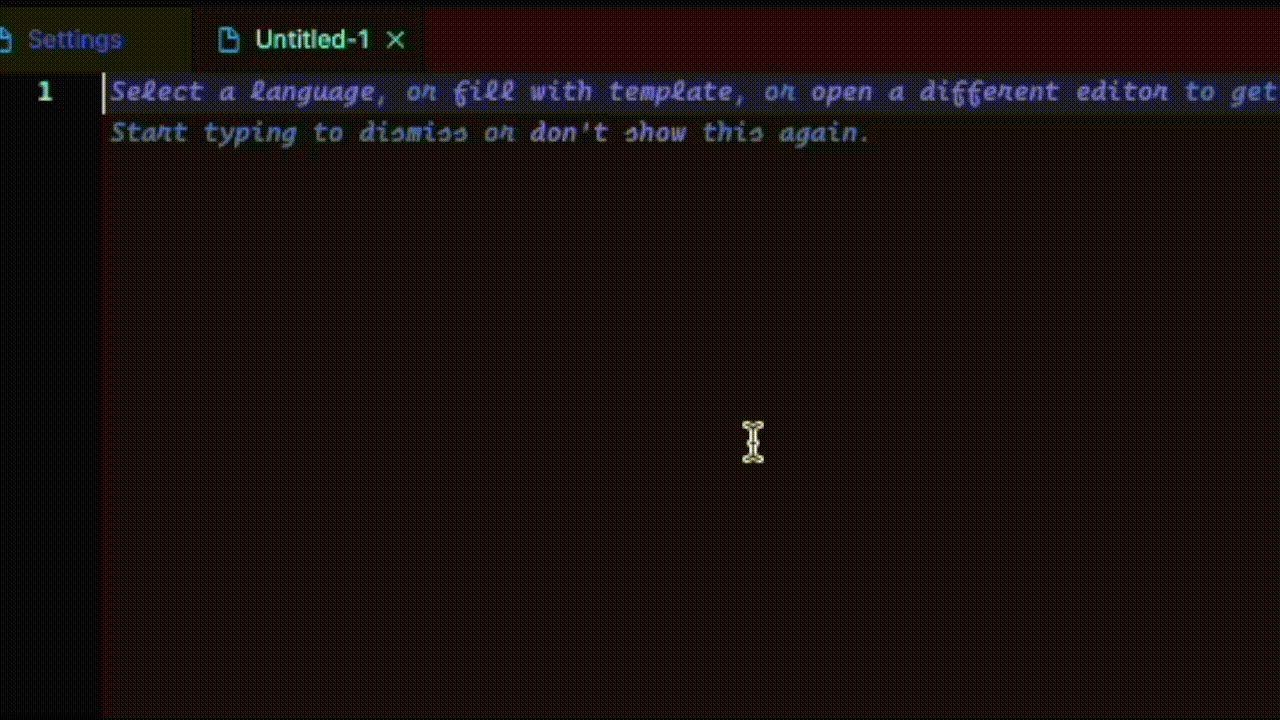 Settings
Untitled-1
1
Select a language, or fill with template, or open a different editor to get
Start typing to dismiss or don't show this again.